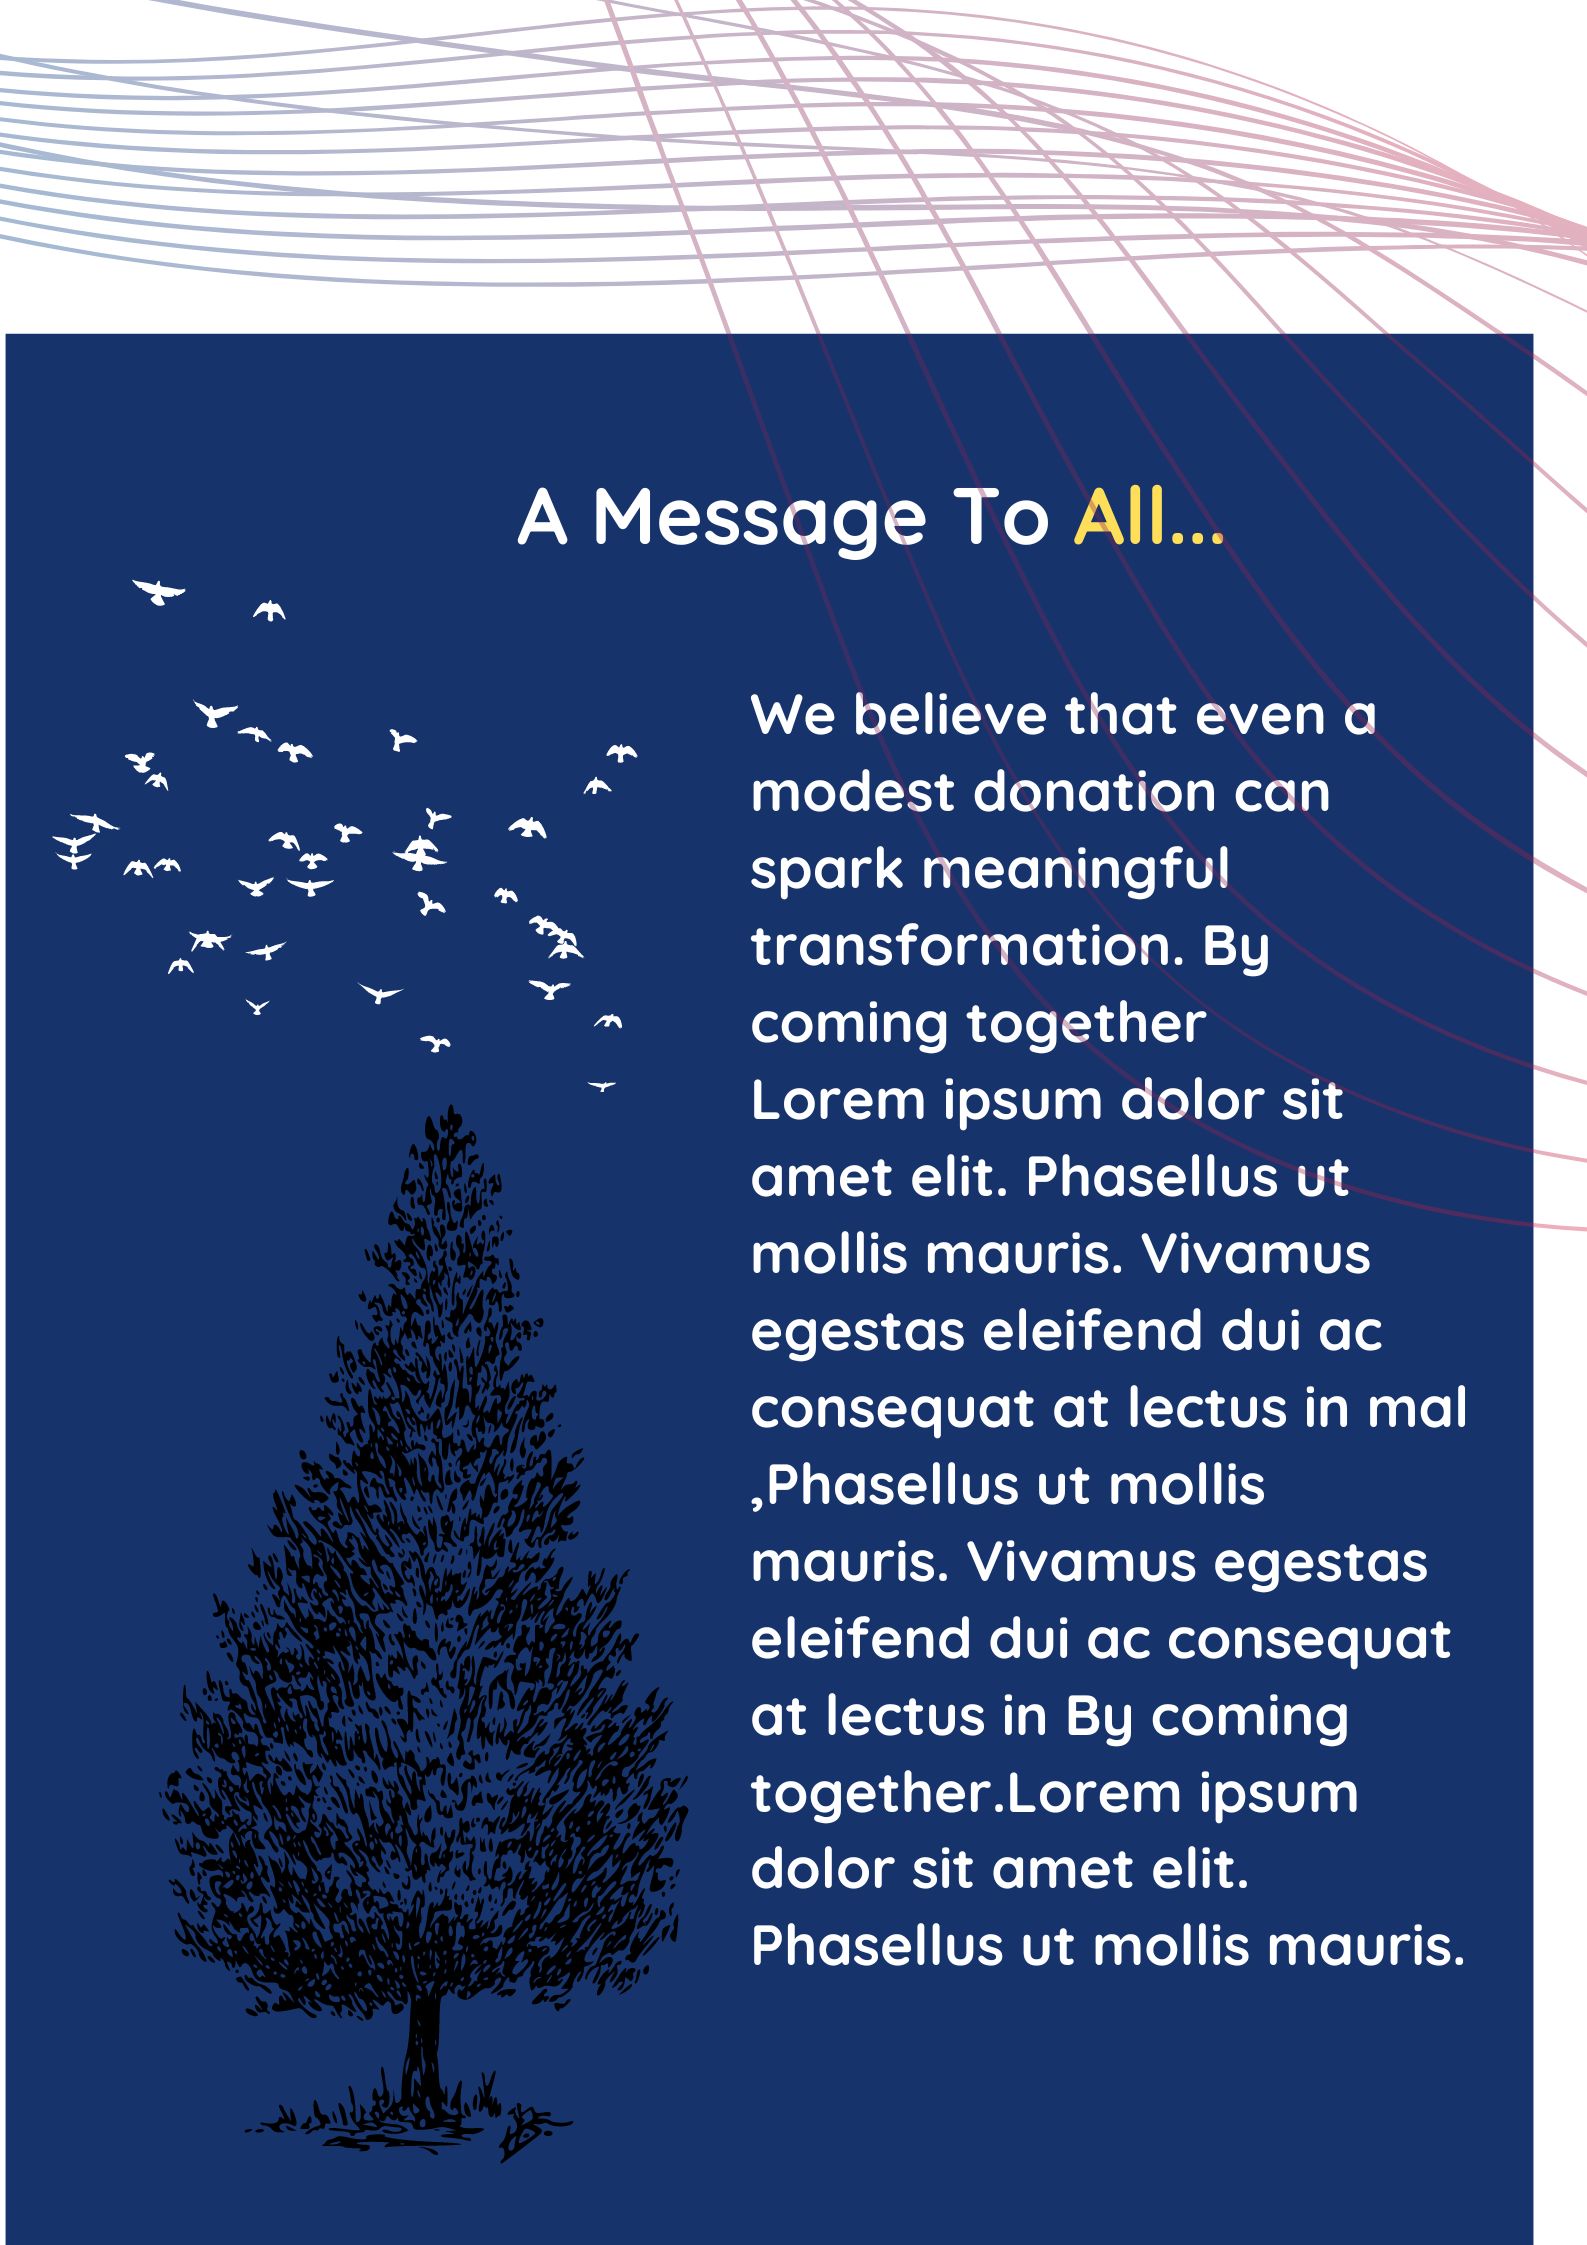 A Message To All...
We believe that even a
modest donation can
spark meaningful
transformation. By
coming together
Lorem ipsum dolor sit
amet elit. Phasellus ut
mollis mauris. Vivamus
egestas eleifend dui ac
consequat at lectus in mal
,Phasellus ut mollis
mauris. Vivamus egestas
eleifend dui ac consequat
at lectus in By coming
together.Lorem ipsum
dolor sit amet elit.
Phasellus ut mollis mauris.